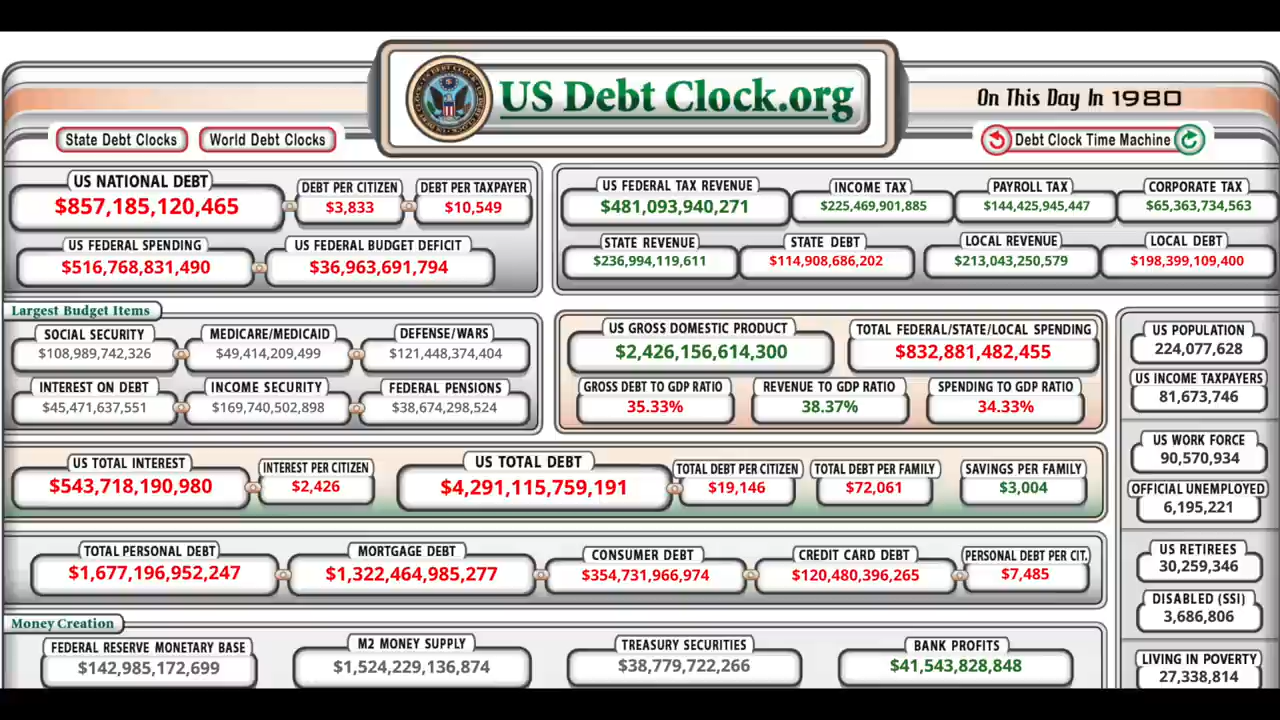 US Debt Clock.org
On This Day In 1980
State Debt Clocks
World Debt Clocks
Debt Clock Time Machine
US NATIONAL DEBT
$857,185,120,465
DEBT PER CITIZEN
$3,833
DEBT PER TAXPAYER
$10,549
US FEDERAL SPENDING
$516,768,831,490
US FEDERAL BUDGET DEFICIT
$36,963,691,794
US FEDERAL TAX REVENUE
$481,093,940,271
INCOME TAX
$225,469,901,885
PAYROLL TAX
$144,425,945,447
CORPORATE TAX
$65,363,734,563
STATE REVENUE
$236,994,119,611
STATE DEBT
$114,908,686,202
LOCAL REVENUE
$213,043,250,579
LOCAL DEBT
$198,399,109,400
Largest Budget Items
SOCIAL SECURITY
$108,989,742,326
MEDICARE/MEDICAID
$49,414,209,499
DEFENSE/WARS
$121,448,374,404
INTEREST ON DEBT
$45,471,637,551
INCOME SECURITY
$169,740,502,898
FEDERAL PENSIONS
$38,674,298,524
US GROSS DOMESTIC PRODUCT
$2,426,156,614,300
TOTAL FEDERAL/STATE/LOCAL SPENDING
$832,881,482,455
GROSS DEBT TO GDP RATIO
35.33%
REVENUE TO GDP RATIO
38.37%
SPENDING TO GDP RATIO
34.33%
US POPULATION
224,077,628
US INCOME TAXPAYERS
81,673,746
US WORK FORCE
90,570,934
OFFICIAL UNEMPLOYED
6,195,221
US RETIREES
30,259,346
DISABLED (SSI)
3,686,806
LIVING IN POVERTY
27,338,814
US TOTAL INTEREST
$543,718,190,980
INTEREST PER CITIZEN
$2,426
US TOTAL DEBT
$4,291,115,759,191
TOTAL DEBT PER CITIZEN
$19,146
TOTAL DEBT PER FAMILY
$72,061
SAVINGS PER FAMILY
$3,004
TOTAL PERSONAL DEBT
$1,677,196,952,247
MORTGAGE DEBT
$1,322,464,985,277
CONSUMER DEBT
$354,731,966,974
CREDIT CARD DEBT
$120,480,396,265
PERSONAL DEBT PER CIT.
$7,485
Money Creation
FEDERAL RESERVE MONETARY BASE
$142,985,172,699
M2 MONEY SUPPLY
$1,524,229,136,874
TREASURY SECURITIES
$38,779,722,266
BANK PROFITS
$41,543,828,848